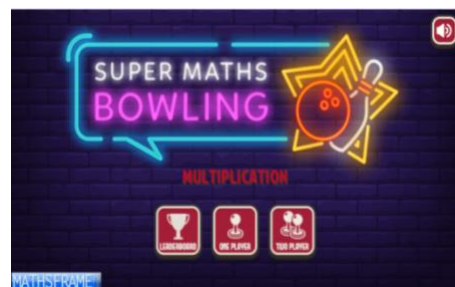 SUPER MATHS
BOWLING
MULTIPLICATION
LEADERBOARD
ONE PLAYER
TWO PLAYER
MATHSFRAME